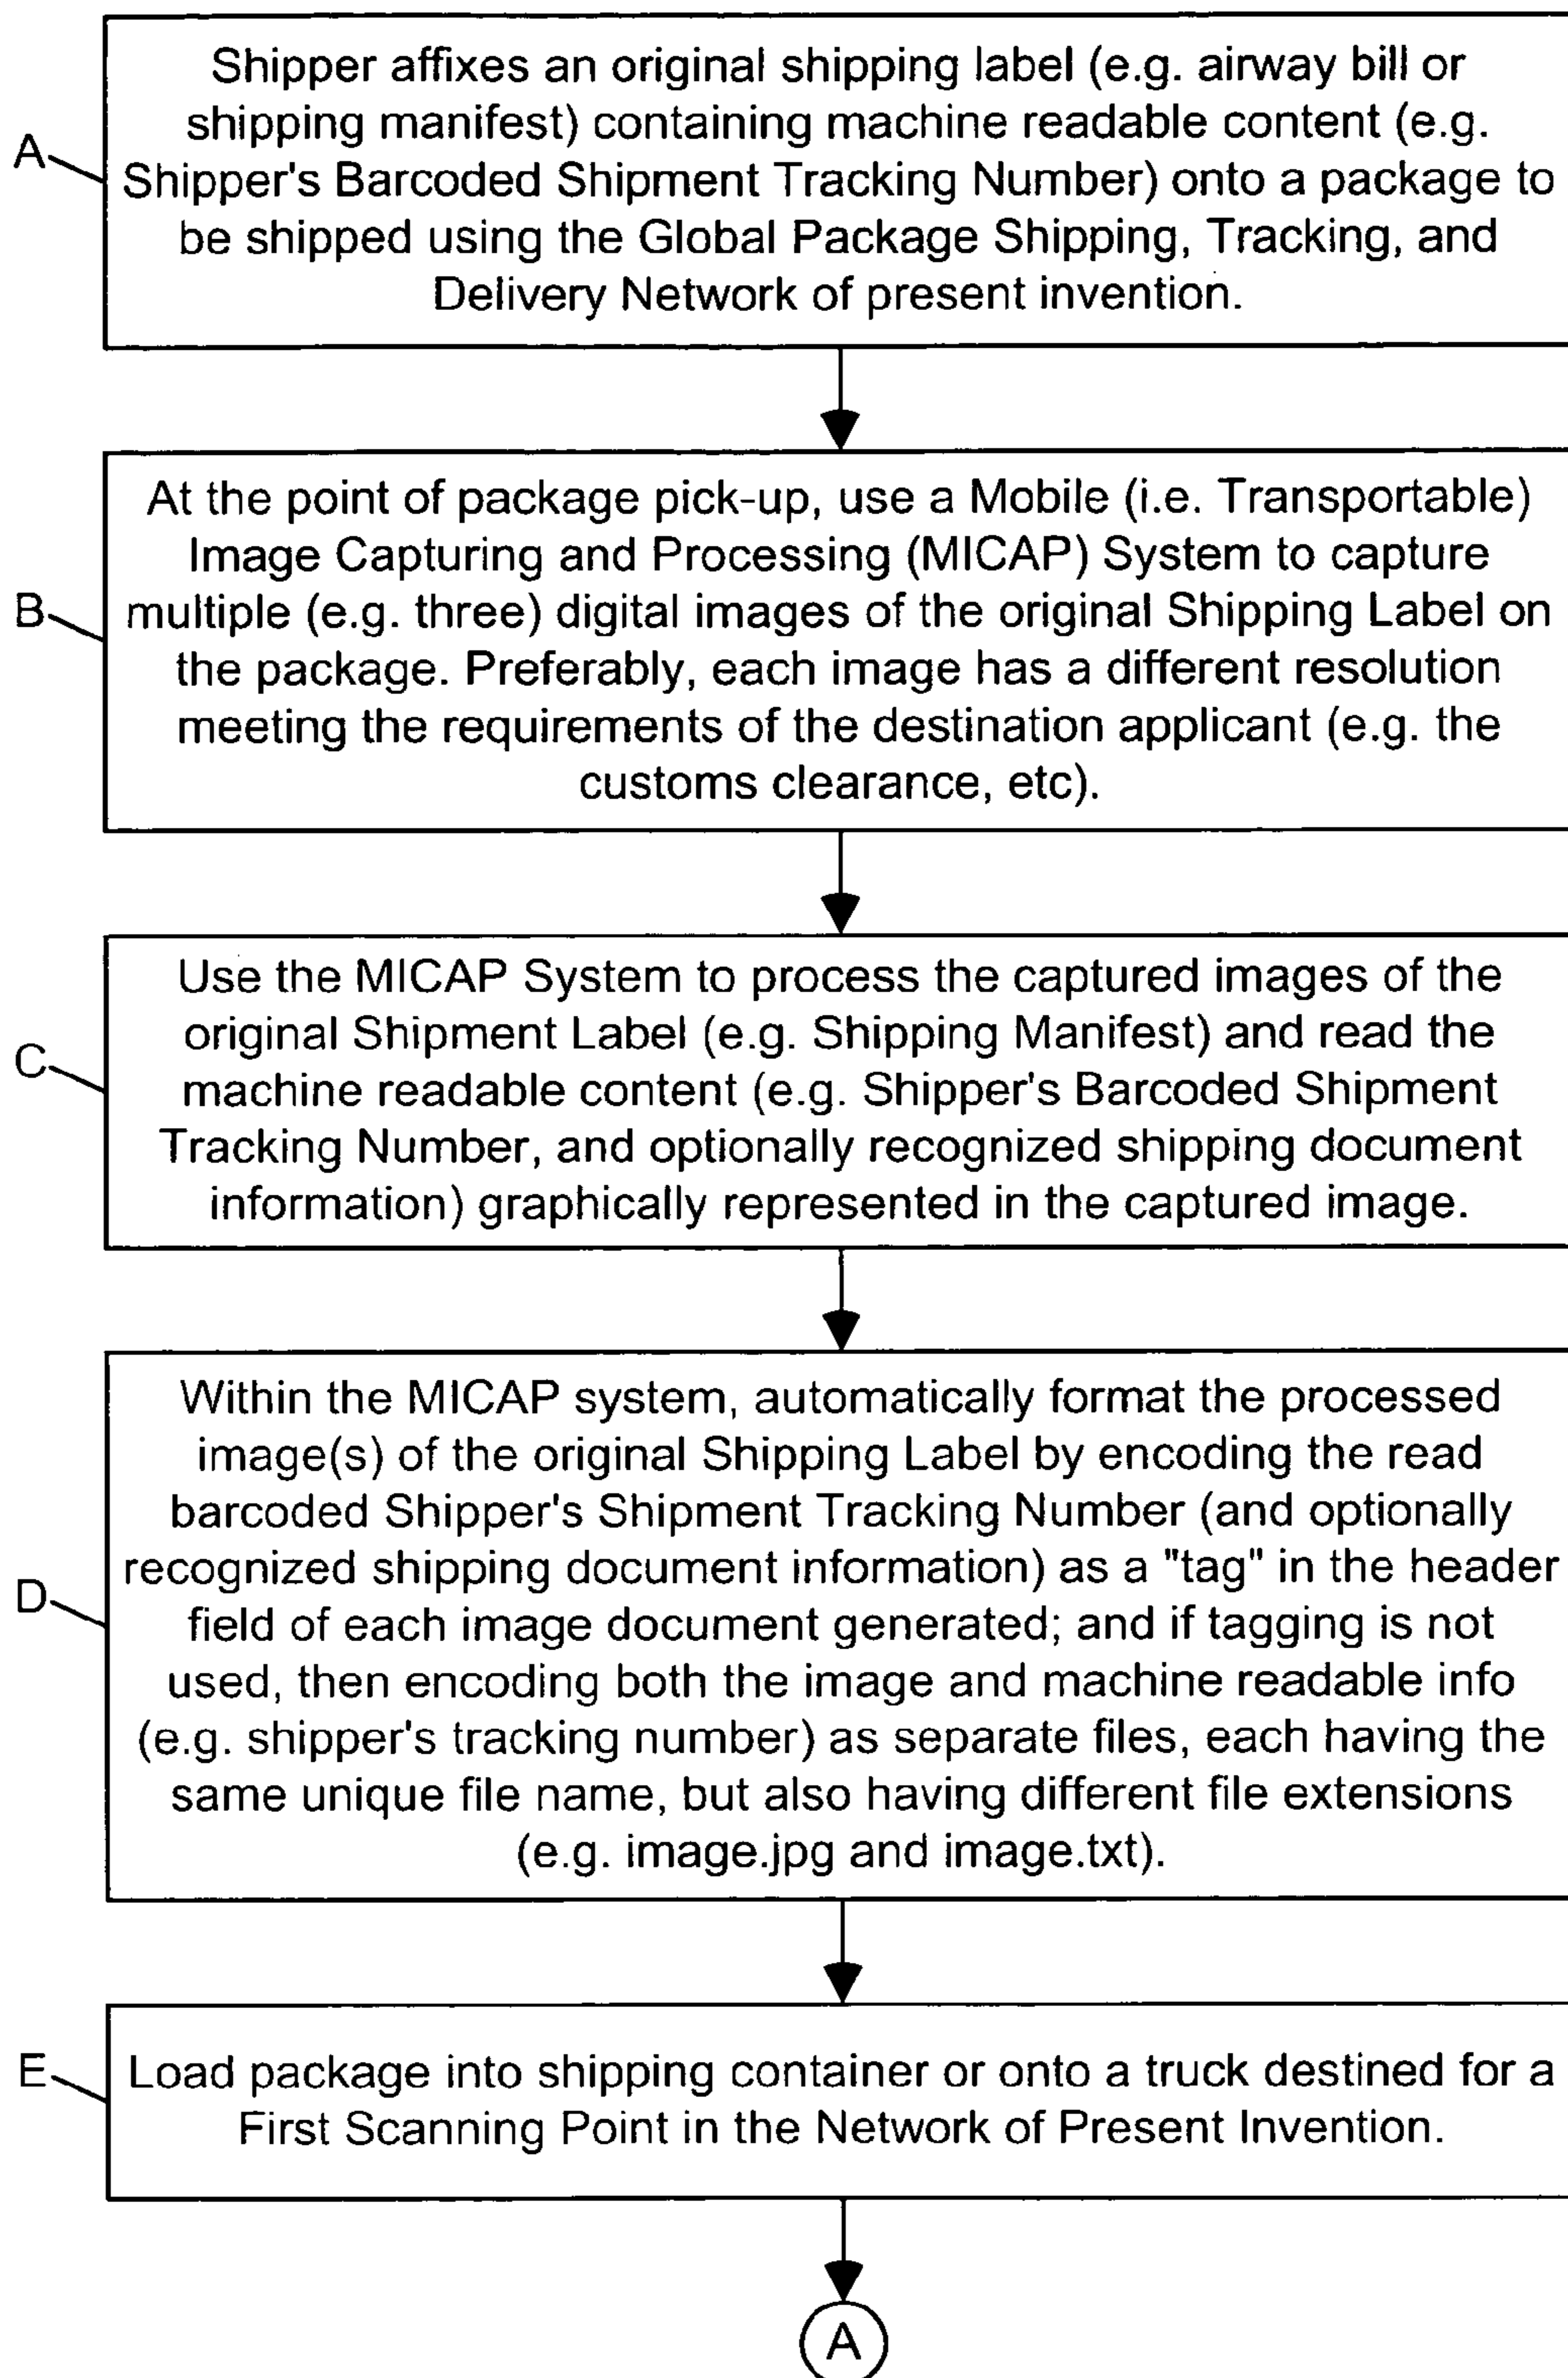 Shipper affixes an original shipping label (e.g. airway bill or
shipping manifest) containing machine readable content (e.g.
A
Shipper's Barcoded Shipment Tracking Number) onto a package to
be shipped using the Global Package Shipping, Tracking, and
Delivery Network of present invention.
At the point of package pick-up, use a Mobile (i.e. Transportable)
Image Capturing and Processing (MICAP) System to capture
B
multiple (e.g. three) digital images of the original Shipping Label on
the package. Preferably, each image has a different resolution
meeting the requirements of the destination applicant (e.g. the
customs clearance, etc).
Use the MICAP System to process the captured images of the
original Shipment Label (e.g. Shipping Manifest) and read the
C
machine readable content (e.g. Shipper's Barcoded Shipment
Tracking Number, and optionally recognized shipping document
information) graphically represented in the captured image.
Within the MICAP system, automatically format the processed
image(s) of the original Shipping Label by encoding the read
barcoded Shipper's Shipment Tracking Number (and optionally
recognized shipping document information) as a "tag" in the header
D
field of each image document generated; and if tagging is not
used, then encoding both the image and machine readable info
(e.g. shipper's tracking number) as separate files, each having the
same unique file name, but also having different file extensions
(e.g. image.jpg and image.txt).
E
Load package into shipping container or onto a truck destined for a
First Scanning Point in the Network of Present Invention.
A